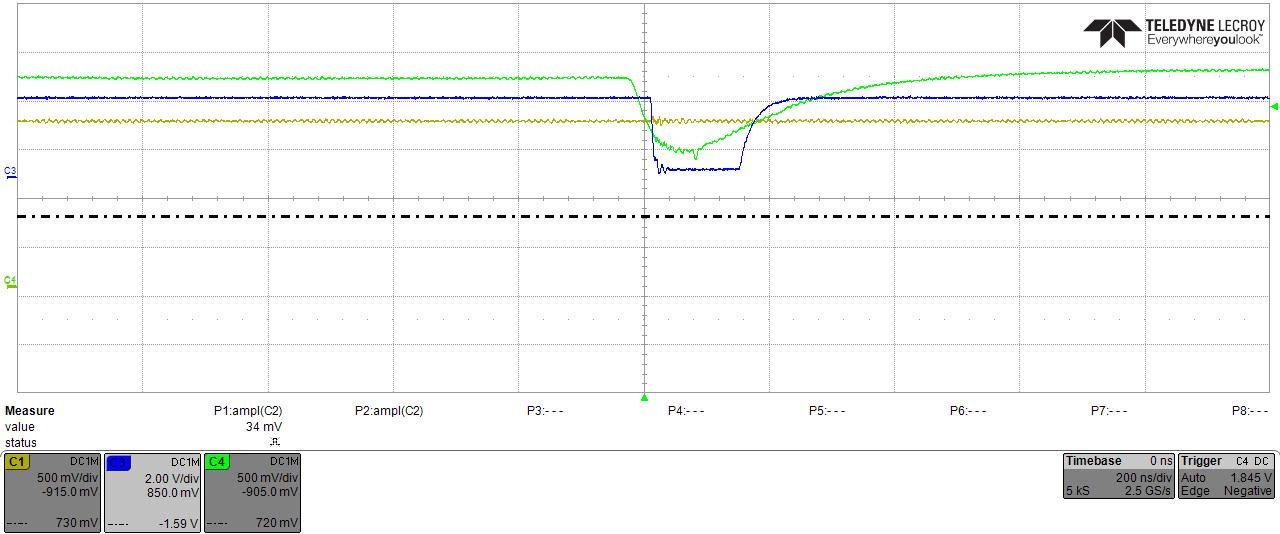 TELEDYNE LECROY
Everywhereyoulook™
C3
C4
Measure P1:ampl(C2) P2:ampl(C2) P3:--- P4:--- P5:--- P6:--- P7:--- P8:---
value 34 mV
status
C1 DC1M
500 mV/div
-915.0 mV
730 mV
C3 DC1M
2.00 V/div
850.0 mV
-1.59 V
C4 DC1M
500 mV/div
-905.0 mV
720 mV
Timebase 0 ns
200 ns/div
5 kS 2.5 GS/s
Trigger C4 DC
Auto 1.845 V
Edge Negative